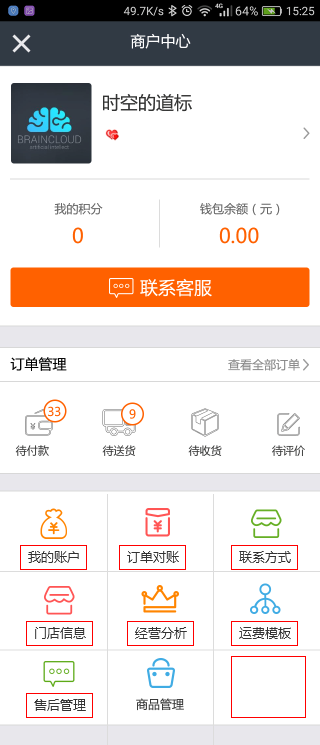 49.7K/s 4G 64% 15:25
商户中心
时空的道标
BRAINCLOUD
我的积分 钱包余额（元）
0 0.00
联系客服
订单管理 查看全部订单
33 9
待付款 待送货 待收货 待评价
我的账户 订单对账 联系方式
门店信息 经营分析 运费模板
售后管理 商品管理